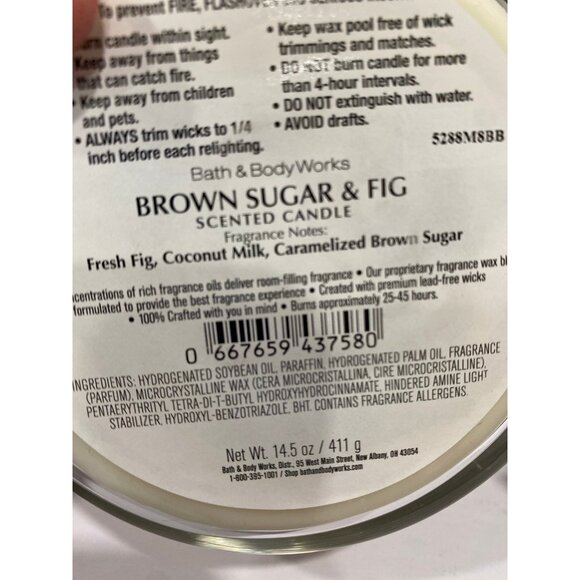 To prevent FIRE,
burn candle within sight.
Keep away from things
that can catch fire.
• Keep away from children
and pets.
• ALWAYS trim wicks to 1/4
inch before each relighting.
• Keep wax pool free of wick
trimmings and matches.
• DO NOT burn candle for more
than 4-hour intervals.
• DO NOT extinguish with water.
• AVOID drafts.
5288M8BB
Bath & Body Works
BROWN SUGAR & FIG
SCENTED CANDLE
Fragrance Notes:
Fresh Fig, Coconut Milk, Caramelized Brown Sugar
ncentrations of rich fragrance oils deliver room-filling fragrance • Our proprietary fragrance wax bl
formulated to provide the best fragrance experience • Created with premium lead-free wicks
• 100% Crafted with you in mind • Burns approximately 25-45 hours.
0 667659 437580
INGREDIENTS: HYDROGENATED SOYBEAN OIL, PARAFFIN, HYDROGENATED PALM OIL, FRAGRANCE
(PARFUM), MICROCRYSTALLINE WAX (CERA MICROCRISTALLINA, CIRE MICROCRISTALLINE),
PENTAERYTHRITYL TETRA-DI-T-BUTYL HYDROXYHYDROCINNAMATE, HINDERED AMINE LIGHT
STABILIZER, HYDROXYL-BENZOTRIAZOLE, BHT. CONTAINS FRAGRANCE ALLERGENS.
Net Wt. 14.5 oz / 411 g
Bath & Body Works, Distr., 95 West Main Street, New Albany, OH 43054
1-800-395-1001 / Shop bathandbodyworks.com